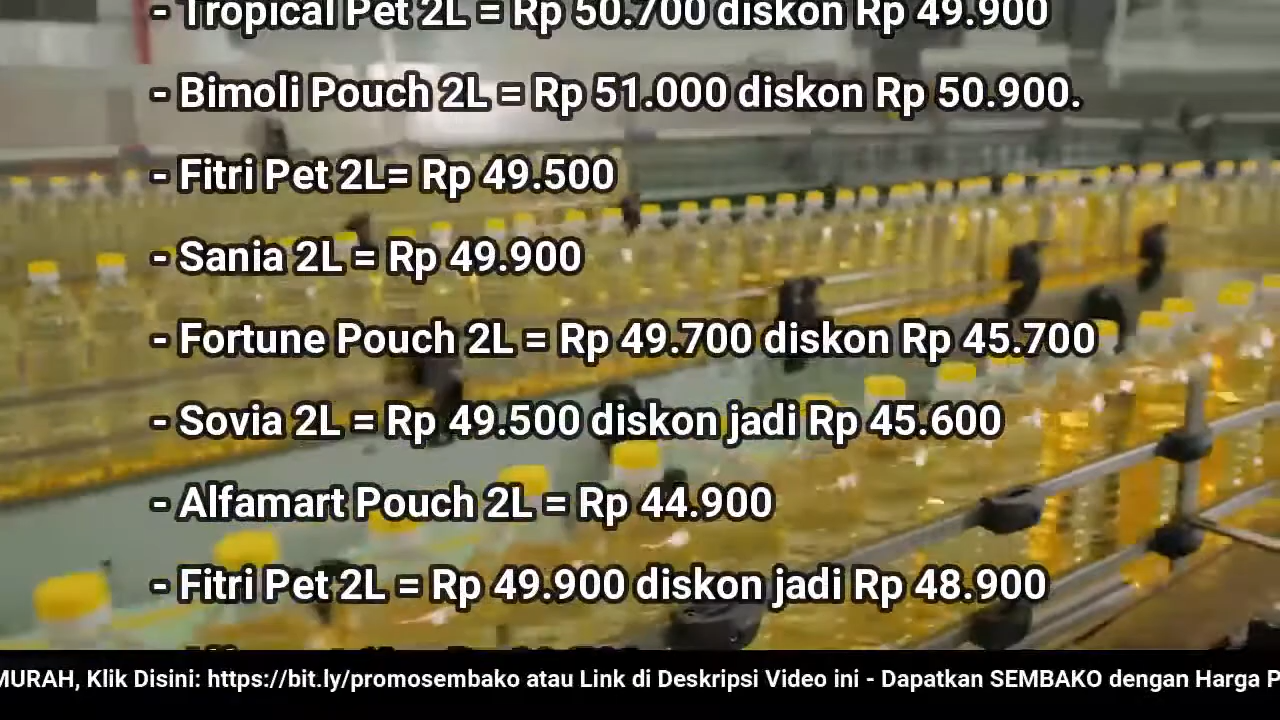 - Tropical Pet 2L = Rp 50.700 diskon Rp 49.900
- Bimoli Pouch 2L = Rp 51.000 diskon Rp 50.900.
- Fitri Pet 2L= Rp 49.500
- Sania 2L = Rp 49.900
- Fortune Pouch 2L = Rp 49.700 diskon Rp 45.700
- Sovia 2L = Rp 49.500 diskon jadi Rp 45.600
- Alfamart Pouch 2L = Rp 44.900
- Fitri Pet 2L = Rp 49.900 diskon jadi Rp 48.900
MURAH, Klik Disini: https://bit.ly/promosembako atau Link di Deskripsi Video ini - Dapatkan SEMBAKO dengan Harga P